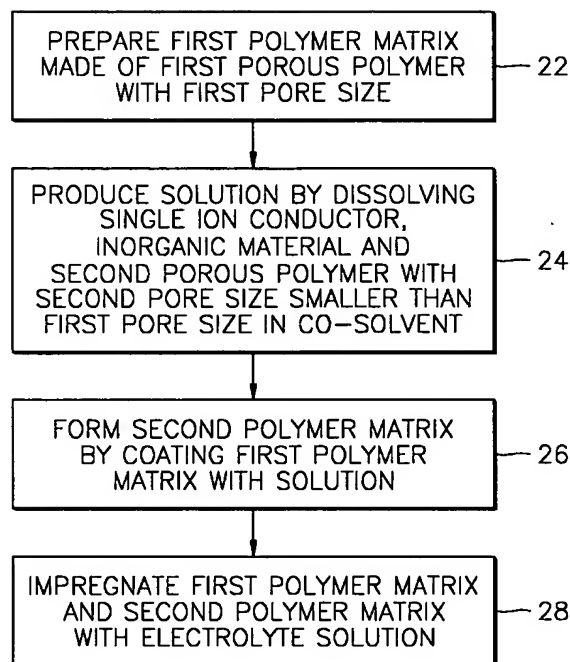 PREPARE FIRST POLYMER MATRIX
MADE OF FIRST POROUS POLYMER
WITH FIRST PORE SIZE
22
PRODUCE SOLUTION BY DISSOLVING
SINGLE ION CONDUCTOR,
INORGANIC MATERIAL AND
SECOND POROUS POLYMER WITH
SECOND PORE SIZE SMALLER THAN
FIRST PORE SIZE IN CO-SOLVENT
24
FORM SECOND POLYMER MATRIX
BY COATING FIRST POLYMER
MATRIX WITH SOLUTION
26
IMPREGNATE FIRST POLYMER MATRIX
AND SECOND POLYMER MATRIX
WITH ELECTROLYTE SOLUTION
28